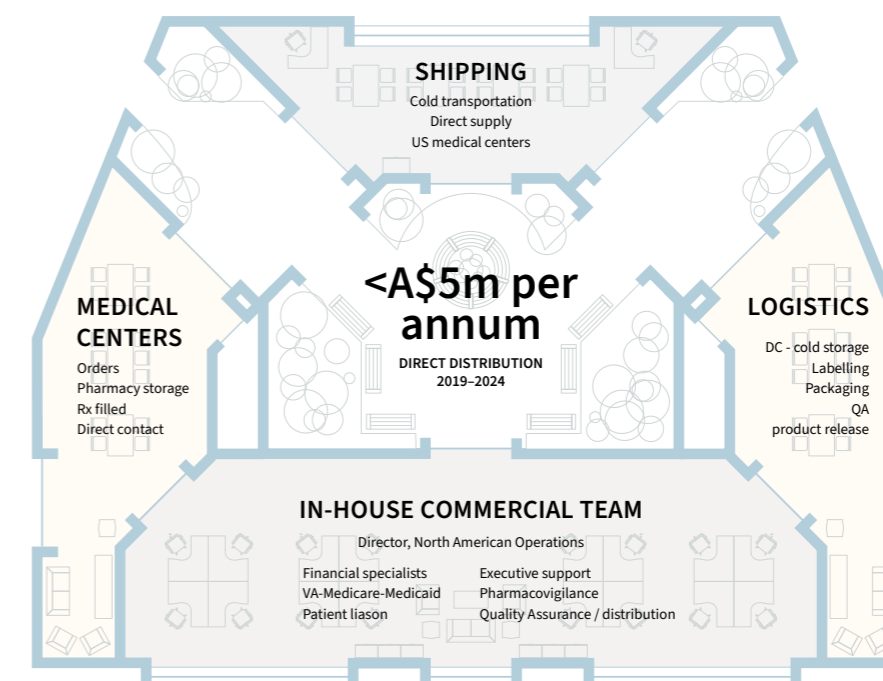 SHIPPING
Cold transportation
Direct supply
US medical centers
<A$5m per
annum
DIRECT DISTRIBUTION
2019–2024
MEDICAL
CENTERS
Orders
Pharmacy storage
Rx filled
Direct contact
LOGISTICS
DC - cold storage
Labelling
Packaging
QA
product release
IN-HOUSE COMMERCIAL TEAM
Director, North American Operations
Financial specialists
VA-Medicare-Medicaid
Patient liason
Executive support
Pharmacovigilance
Quality Assurance / distribution